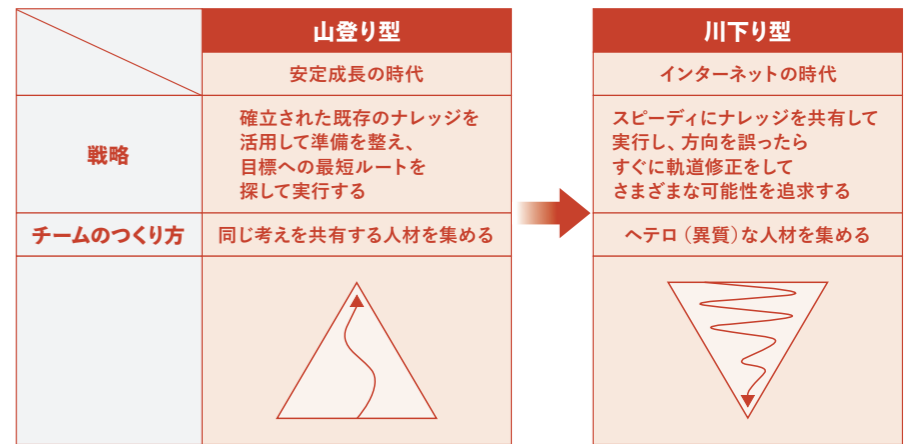 山登り型
川下り型
安定成長の時代
インターネットの時代
戦略
確立された既存のナレッジを
活用して準備を整え、
目標への最短ルートを
探して実行する
スピーディにナレッジを共有して
実行し、方向を誤ったら
すぐに軌道修正をして
さまざまな可能性を追求する
チームのつくり方
同じ考えを共有する人材を集める
ヘテロ（異質）な人材を集める